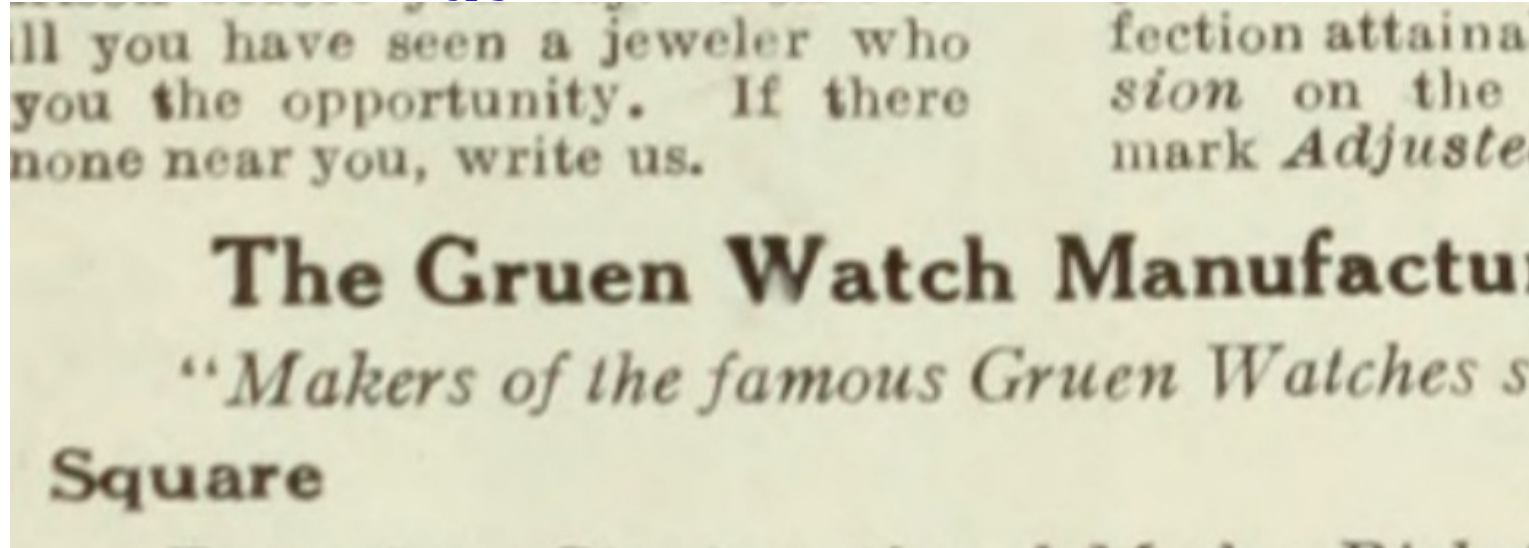 ill you have seen a jeweler who
you the opportunity. If there
none near you, write us.
fection attaina
sion on the
mark Adjuste
The Gruen Watch Manufactu
"Makers of the famous Gruen Watches s
Square